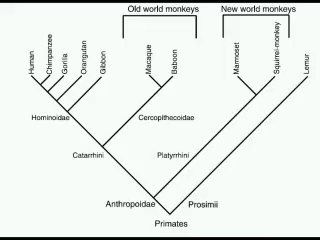 Old world monkeys
New world monkeys
Human
Chimpanzee
Gorilla
Orangutan
Gibbon
Macaque
Baboon
Marmoset
Squirrel-monkey
Lemur
Hominoidae
Cercopithecoidae
Catarrhini
Platyrrhini
Anthropoidae
Prosimii
Primates